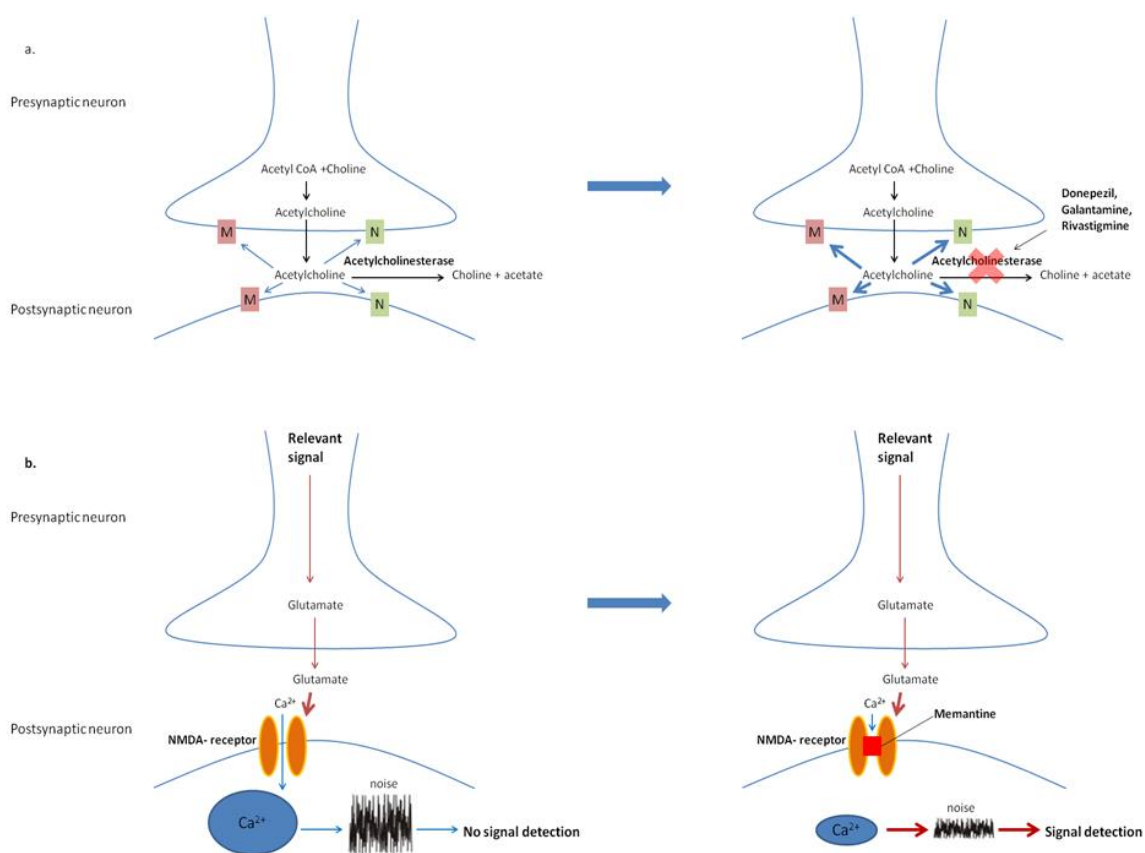 a.
Presynaptic neuron
Acetyl CoA +Choline
Acetylcholine
M
N
Acetylcholinesterase
Acetylcholine
Choline + acetate
M
N
Postsynaptic neuron
Acetyl CoA +Choline
Acetylcholine
Donepezil,
Galantamine,
Rivastigmine
M
N
Acetylcholinesterase
Acetylcholine
Choline + acetate
M
N
b.
Presynaptic neuron
Relevant
signal
Glutamate
Glutamate
Ca²⁺
Postsynaptic neuron
NMDA- receptor
noise
Ca²⁺
No signal detection
Relevant
signal
Glutamate
Glutamate
Ca²⁺
Memantine
NMDA- receptor
noise
Ca²⁺
Signal detection